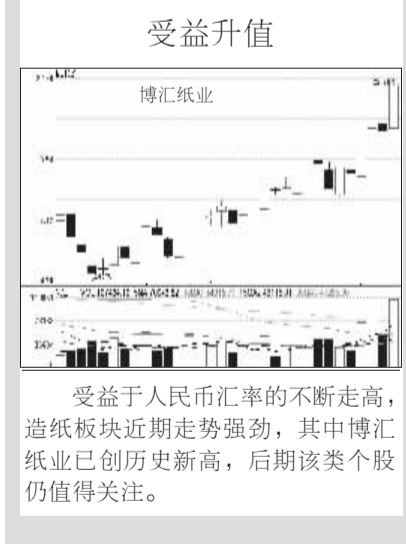 受益升值
博汇纸业
受益于人民币汇率的不断走高，
造纸板块近期走势强劲，其中博汇
纸业已创历史新高，后期该类个股
仍值得关注。